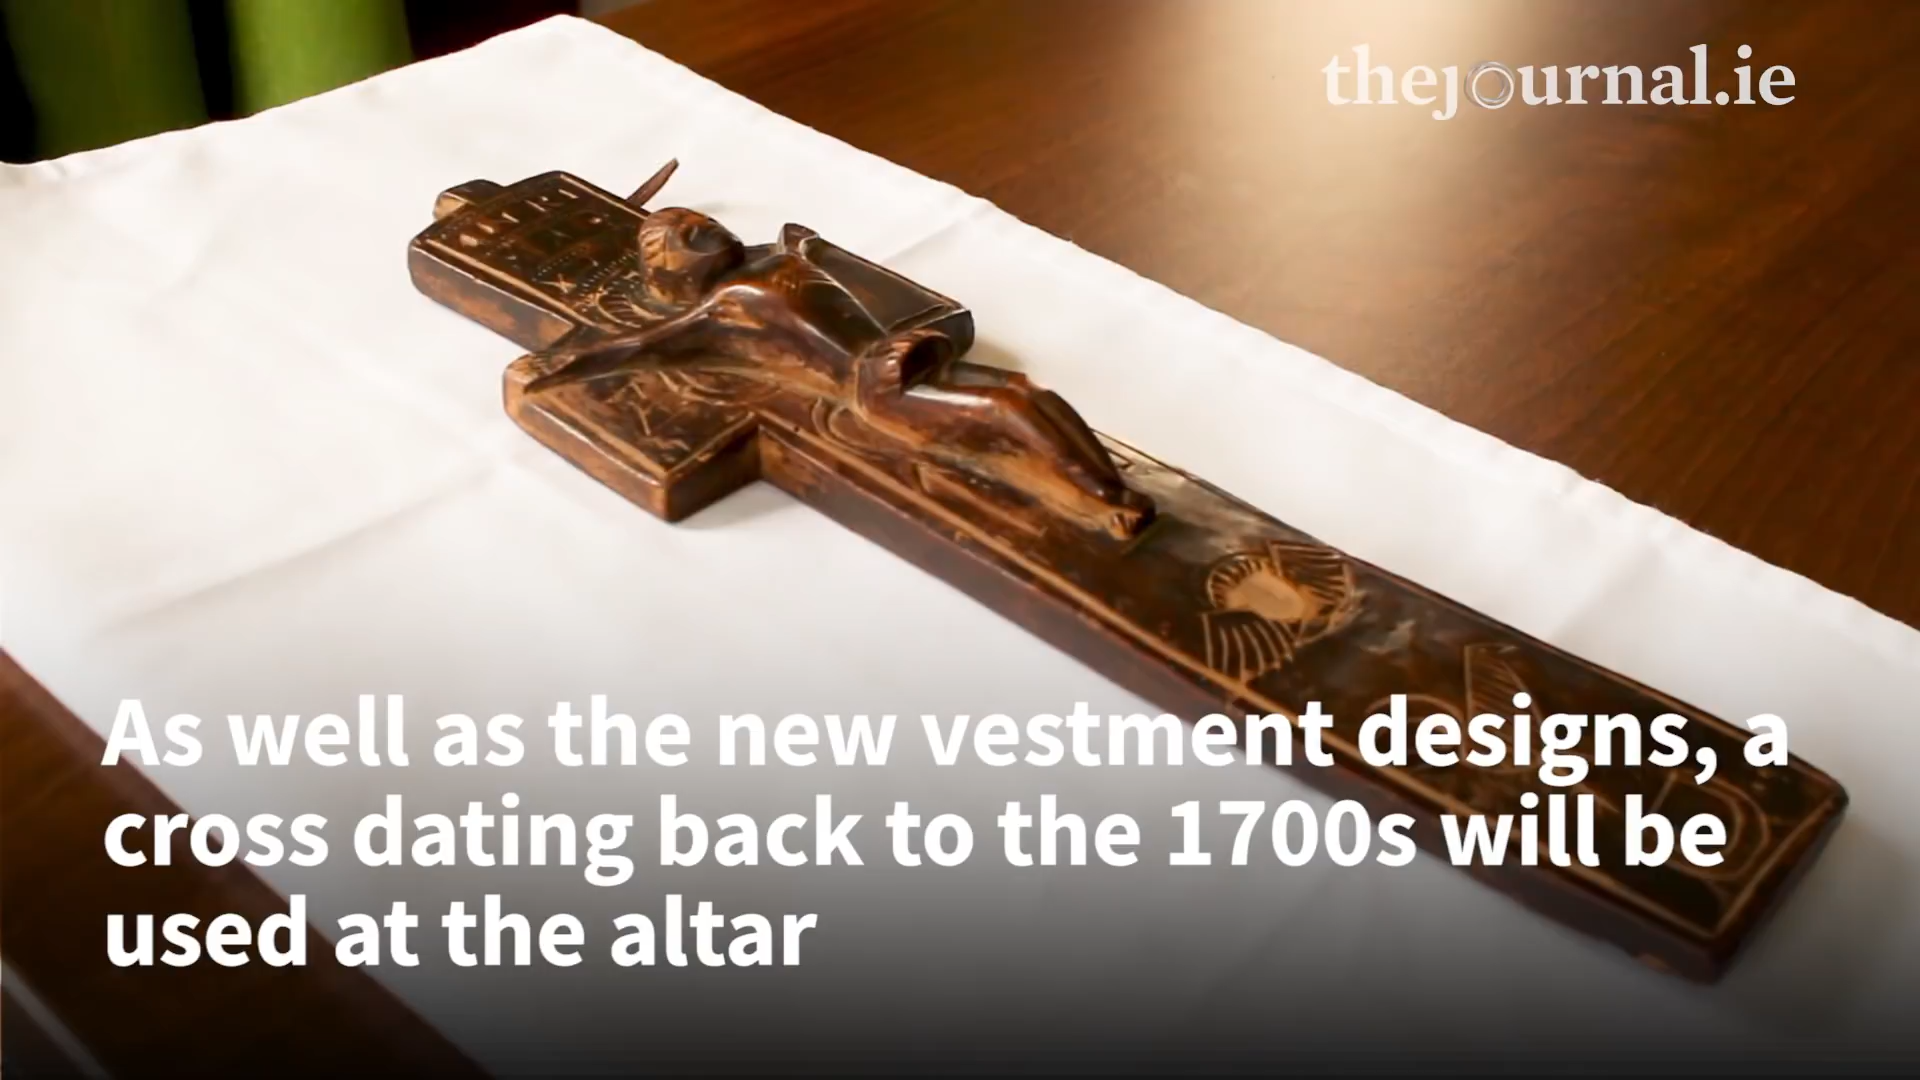 thejournal.ie
INRI
As well as the new vestment designs, a
cross dating back to the 1700s will be
used at the altar